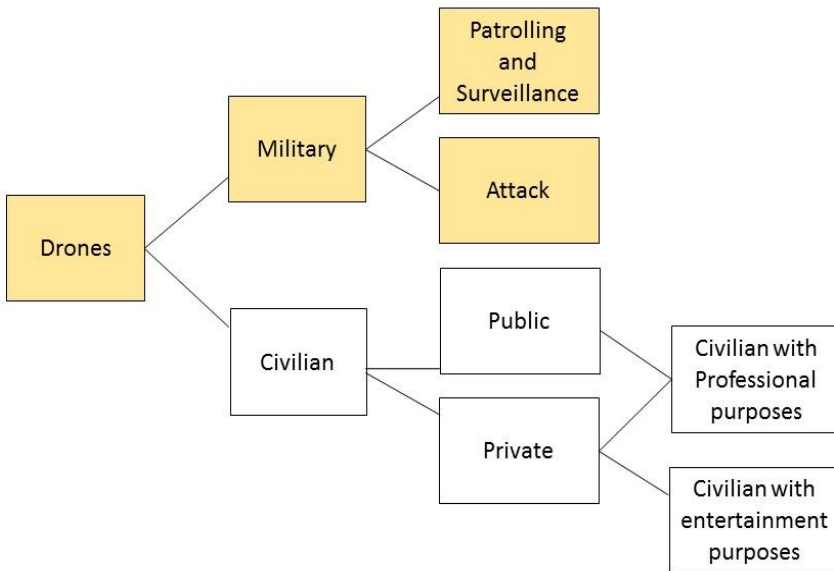 Patrolling
and
Surveillance
Military
Attack
Drones
Public
Civilian
Civilian with
Professional
purposes
Private
Civilian with
entertainment
purposes